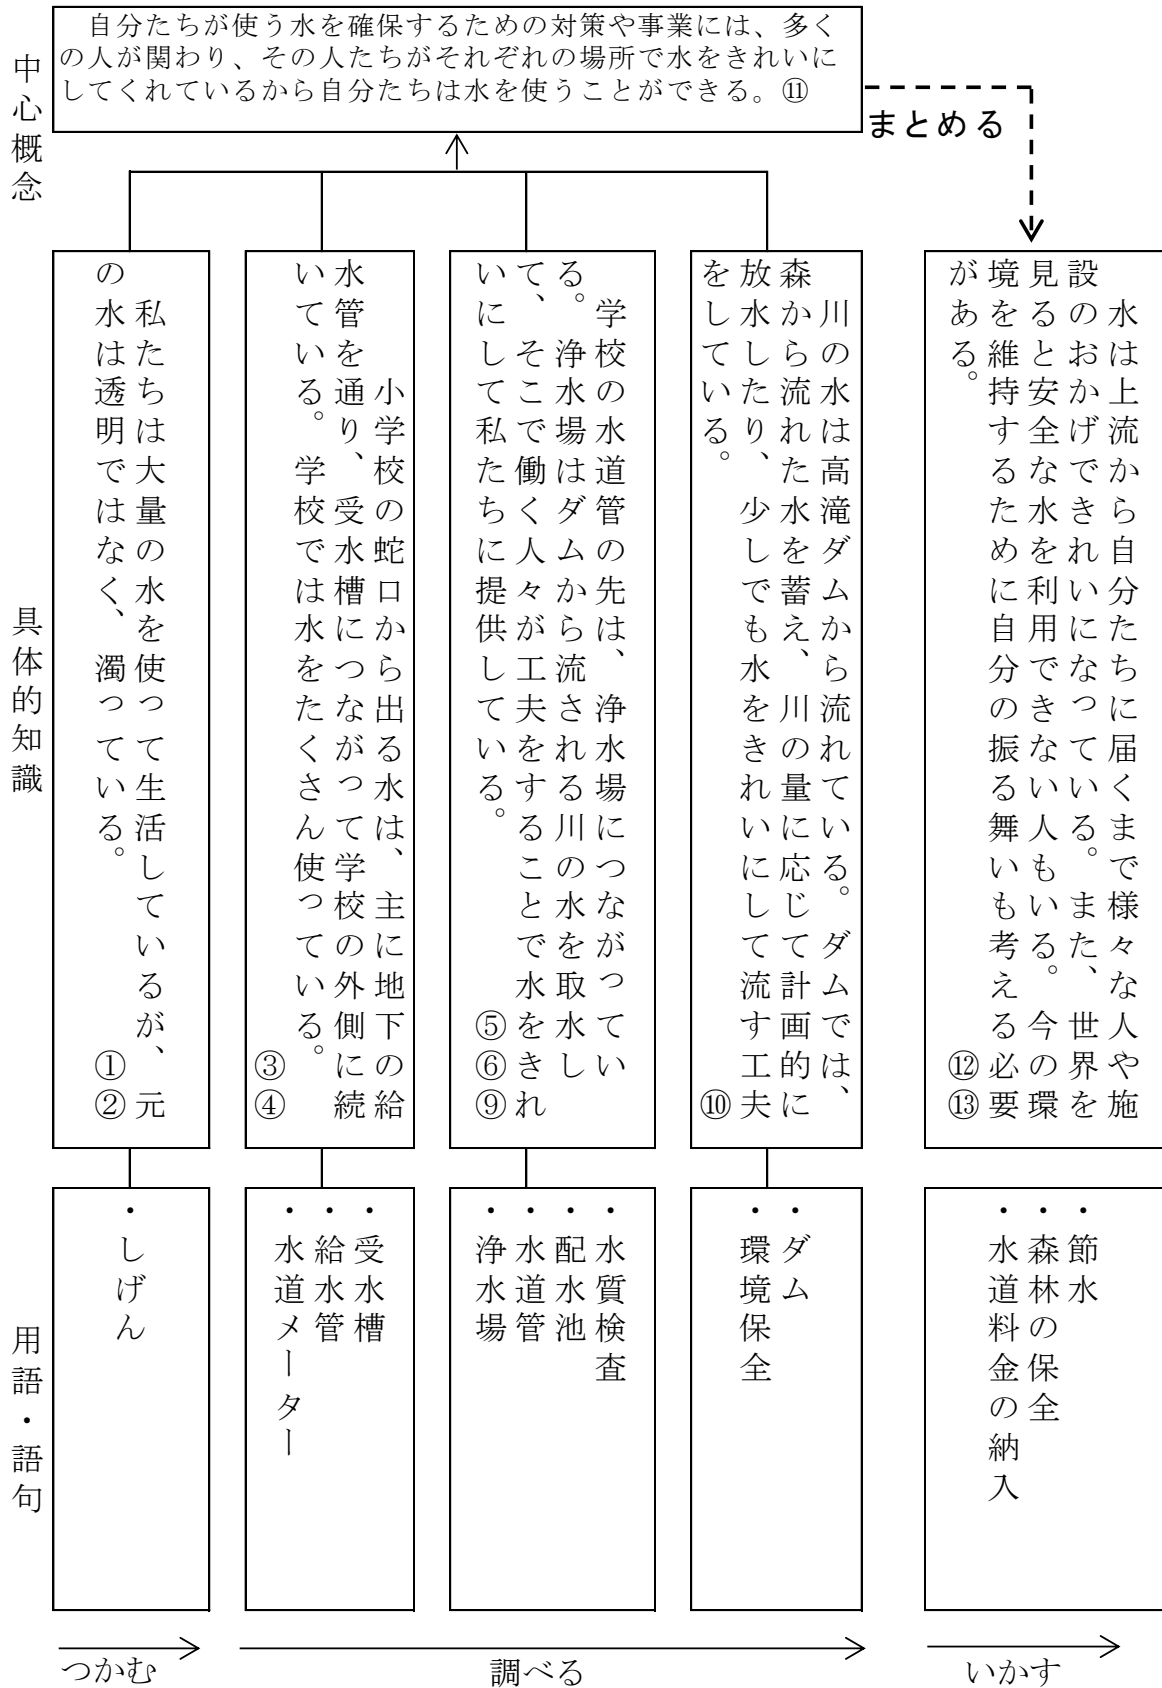 中心概念
　自分たちが使う水を確保するための対策や事業には、多く
の人が関わり、その人たちがそれぞれの場所で水をきれいに
してくれているから自分たちは水を使うことができる。⑪
まとめる
具体的知識
　私たちは大量の水を使って生活しているが、元
の水は透明ではなく、濁っている。　①②
　小学校の蛇口から出る水は、主に地下の給
水管を通り、受水槽につながって学校の外側に続
いている。学校では水をたくさん使っている。
③④
　学校の水道管の先は、浄水場につながってい
る。浄水場はダムから流される川の水を取水し
て、そこで働く人々が工夫をすることで水をきれ
いにして私たちに提供している。　⑤⑥⑨
　川の水は高滝ダムから流れている。ダムでは、
森から流れた水を蓄え、川の量に応じて計画的に
放水したり、少しでも水をきれいにして流す工夫
をしている。　⑩
　水は上流から自分たちに届くまで様々な人や施
設のおかげできれいになっている。また、世界を
見ると安全な水を利用できない人もいる。今の環
境を維持するために自分の振る舞いも考える必要
がある。　⑫⑬
用語・語句
・しげん
・受水槽
・給水管
・水道メーター
・水質検査
・配水池
・水道管
・浄水場
・ダム
・環境保全
・節水
・森林の保全
・水道料金の納入
つかむ
調べる
いかす